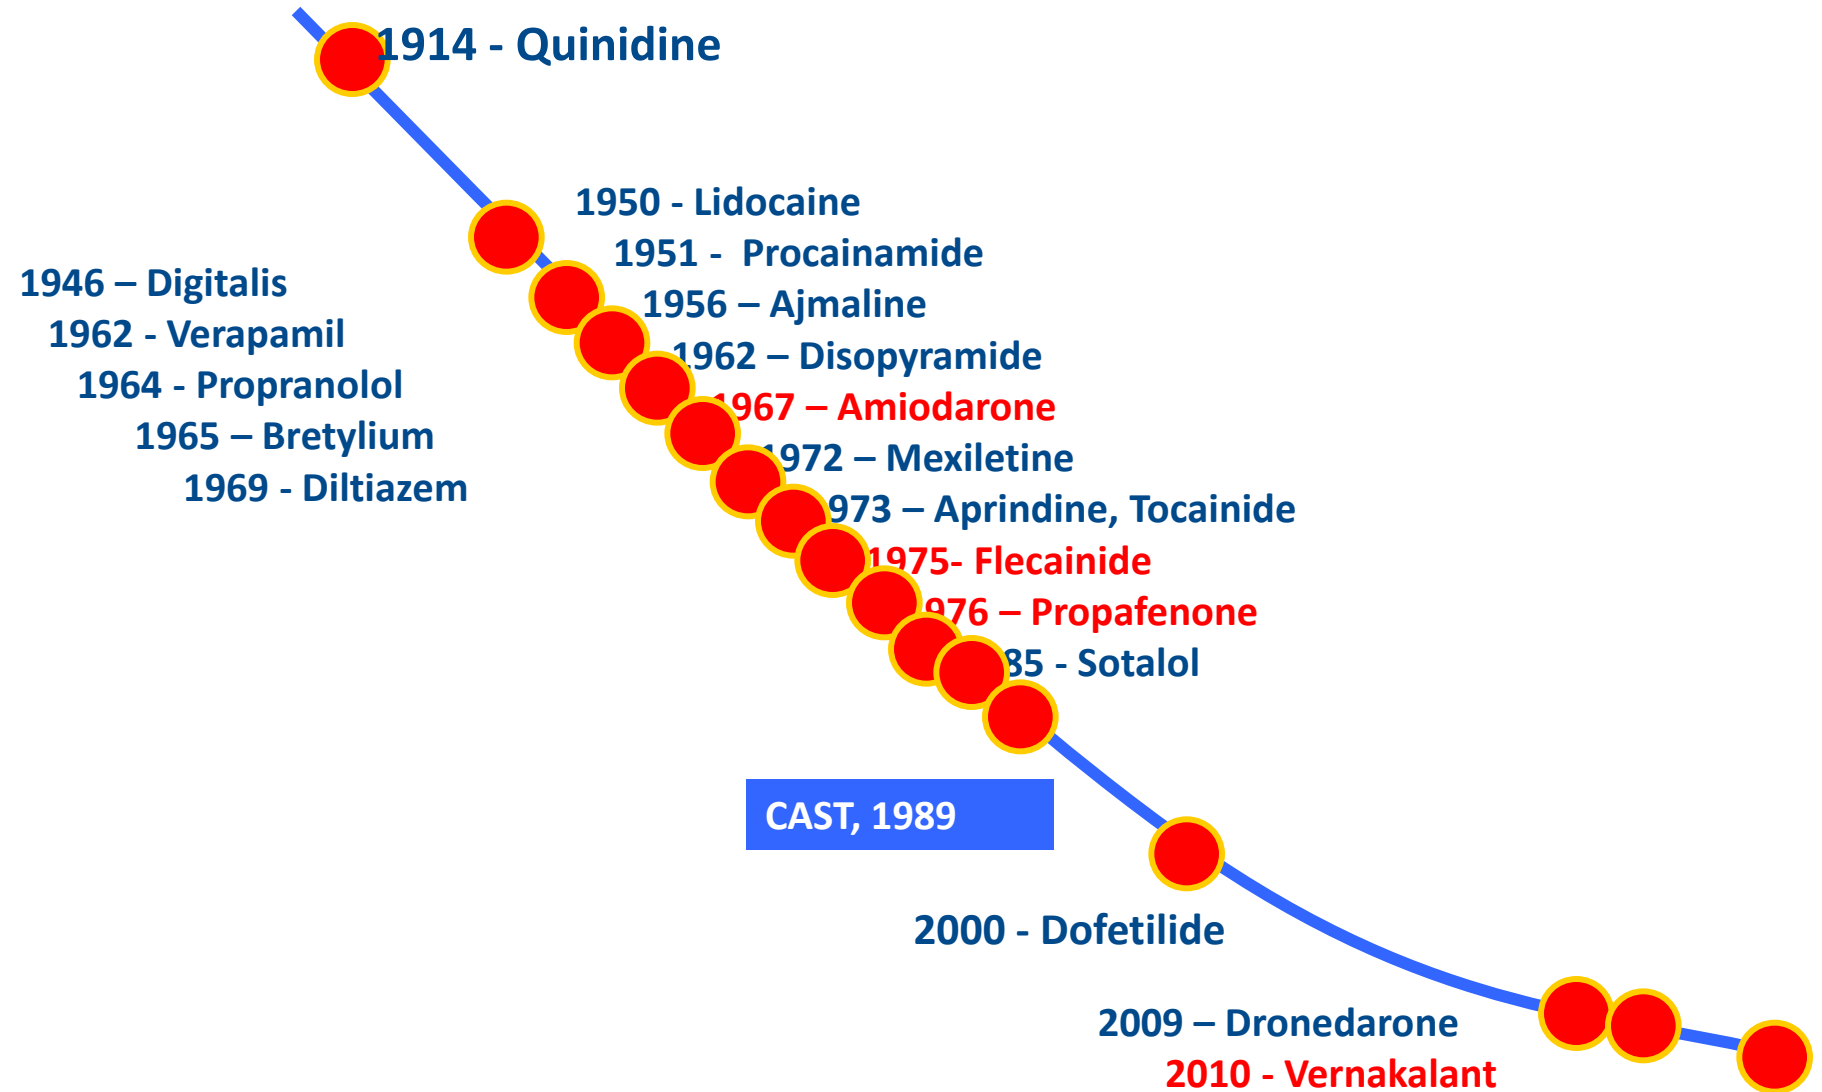 1914 - Quinidine
1950 - Lidocaine
1951 - Procainamide
1956 – Ajmaline
1962 – Disopyramide
1967 – Amiodarone
1972 – Mexiletine
973 – Aprindine, Tocainide
1975- Flecainide
976 – Propafenone
85 - Sotalol
1946 – Digitalis
1962 - Verapamil
1964 - Propranolol
1965 – Bretylium
1969 - Diltiazem
CAST, 1989
2000 - Dofetilide
2009 – Dronedarone
2010 - Vernakalant